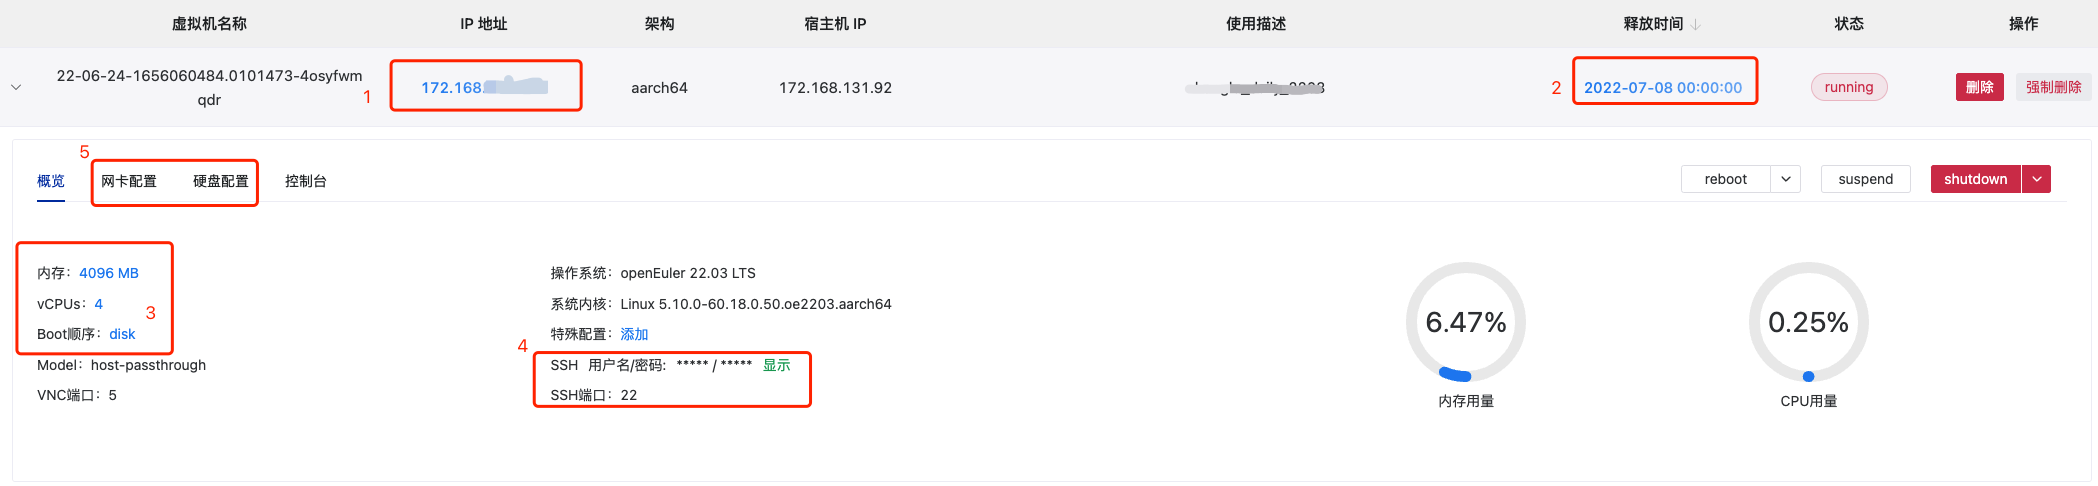 虚拟机名称 IP 地址 架构 宿主机 IP 使用描述 释放时间 状态 操作
22-06-24-1656060484.0101473-4osyfwm
qdr
1 172.168. aarch64 172.168.131.92 2 2022-07-08 00:00:00 running 删除 强制删除
5
概览 网卡配置 硬盘配置 控制台 reboot suspend shutdown
内存：4096 MB
vCPUs：4
3
Boot顺序：disk
Model：host-passthrough
VNC端口：5
操作系统：openEuler 22.03 LTS
系统内核：Linux 5.10.0-60.18.0.50.oe2203.aarch64
特殊配置：添加
4
SSH 用户名/密码: ***** / ***** 显示
SSH端口：22
6.47%
内存用量
0.25%
CPU用量